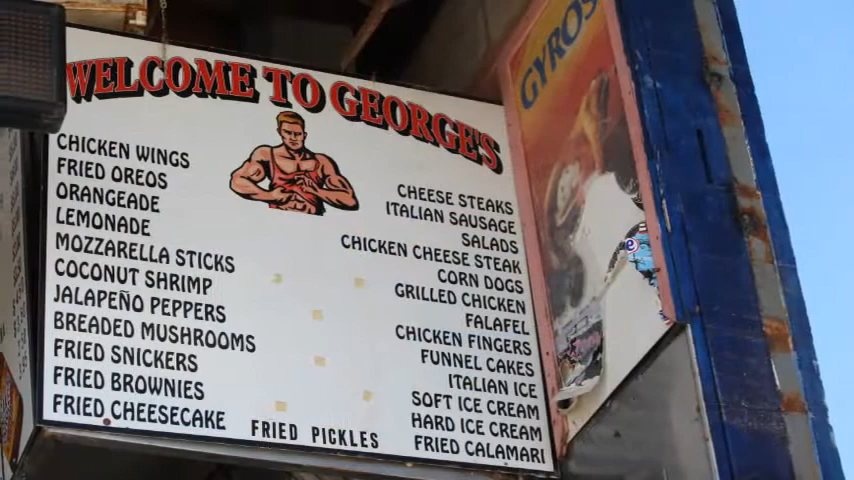 WELCOME TO GEORGE'S
CHICKEN WINGS
FRIED OREOS
ORANGEADE
LEMONADE
MOZZARELLA STICKS
COCONUT SHRIMP
JALAPEÑO PEPPERS
BREADED MUSHROOMS
FRIED SNICKERS
FRIED BROWNIES
FRIED CHEESECAKE
FRIED PICKLES
CHEESE STEAKS
ITALIAN SAUSAGE
SALADS
CHICKEN CHEESE STEAK
CORN DOGS
GRILLED CHICKEN
FALAFEL
CHICKEN FINGERS
FUNNEL CAKES
ITALIAN ICE
SOFT ICE CREAM
HARD ICE CREAM
FRIED CALAMARI
GYROS